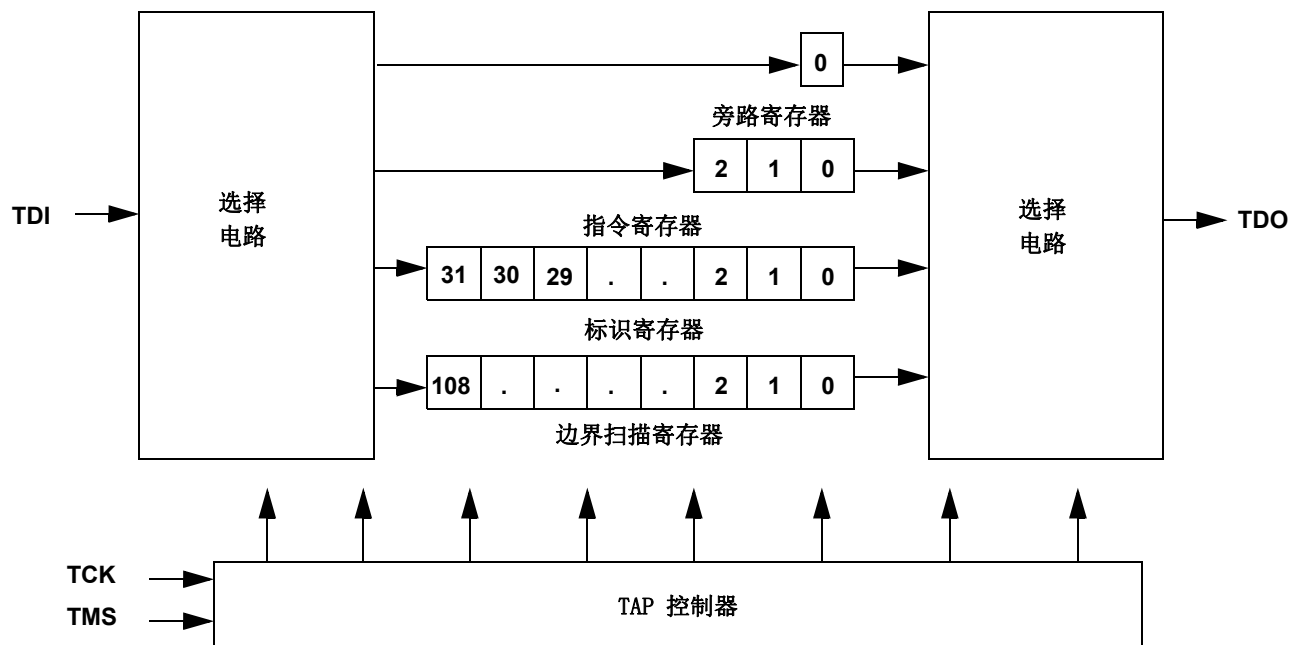 0
旁路寄存器
2 1 0
TDI
选择
电路
指令寄存器
选择
电路
TDO
31 30 29 . . 2 1 0
标识寄存器
108 . . . . 2 1 0
边界扫描寄存器
TCK
TMS
TAP 控制器